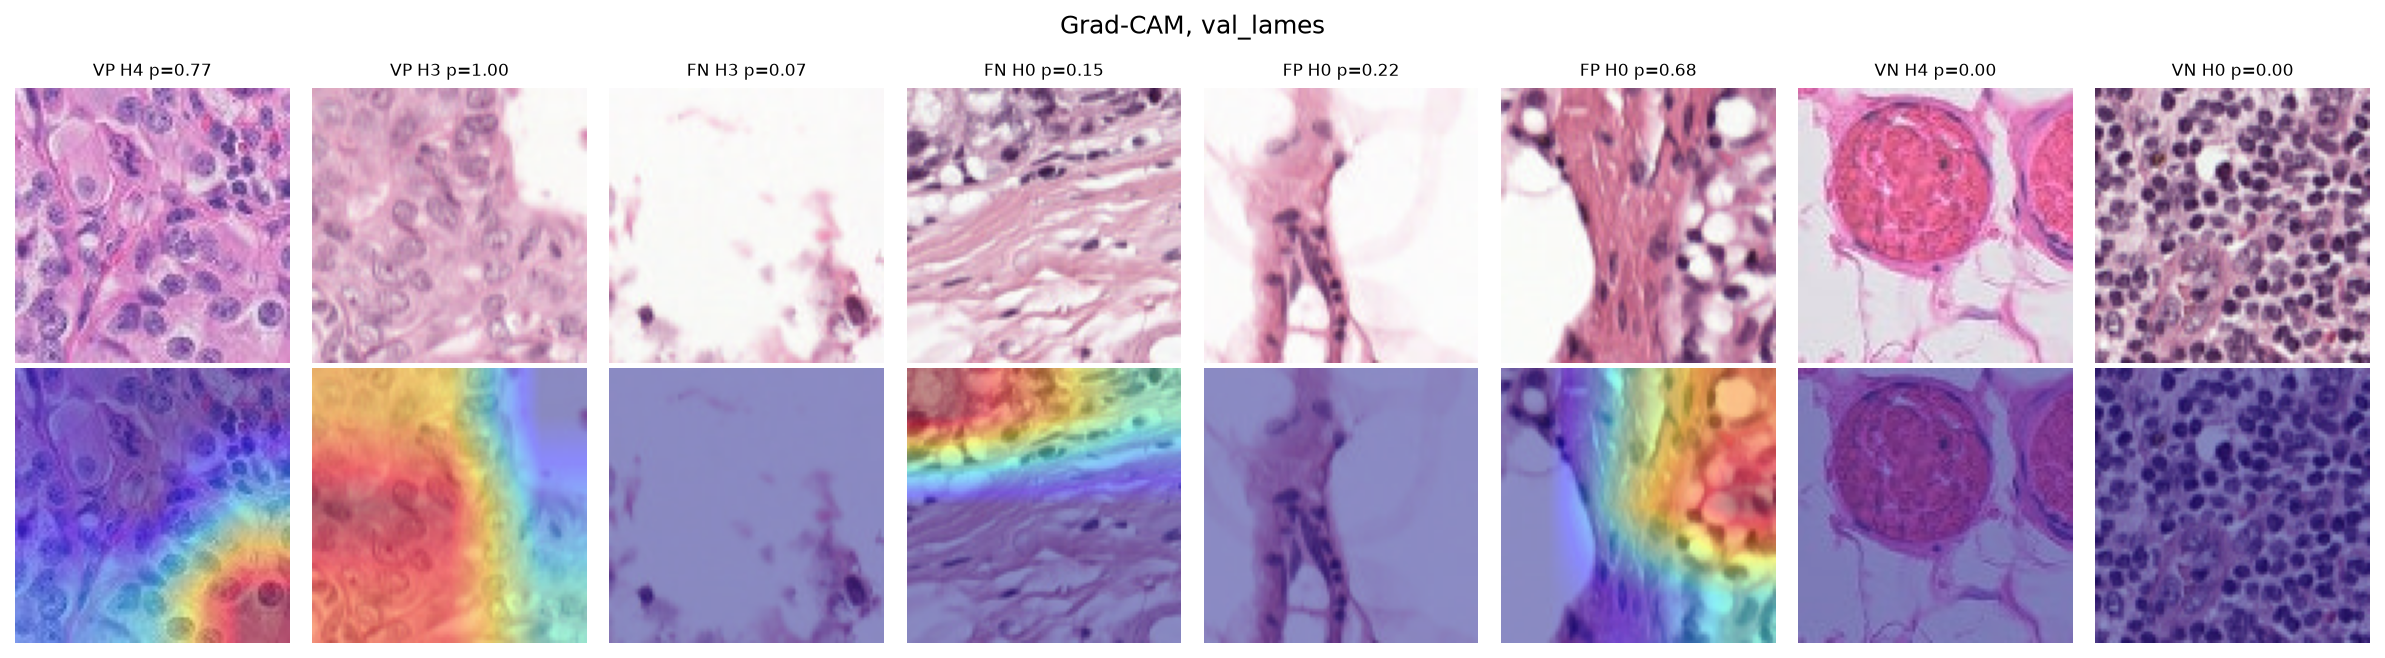 Grad-CAM, val_lames
VP H4 p=0.77
VP H3 p=1.00
FN H3 p=0.07
FN H0 p=0.15
FP H0 p=0.22
FP H0 p=0.68
VN H4 p=0.00
VN H0 p=0.00